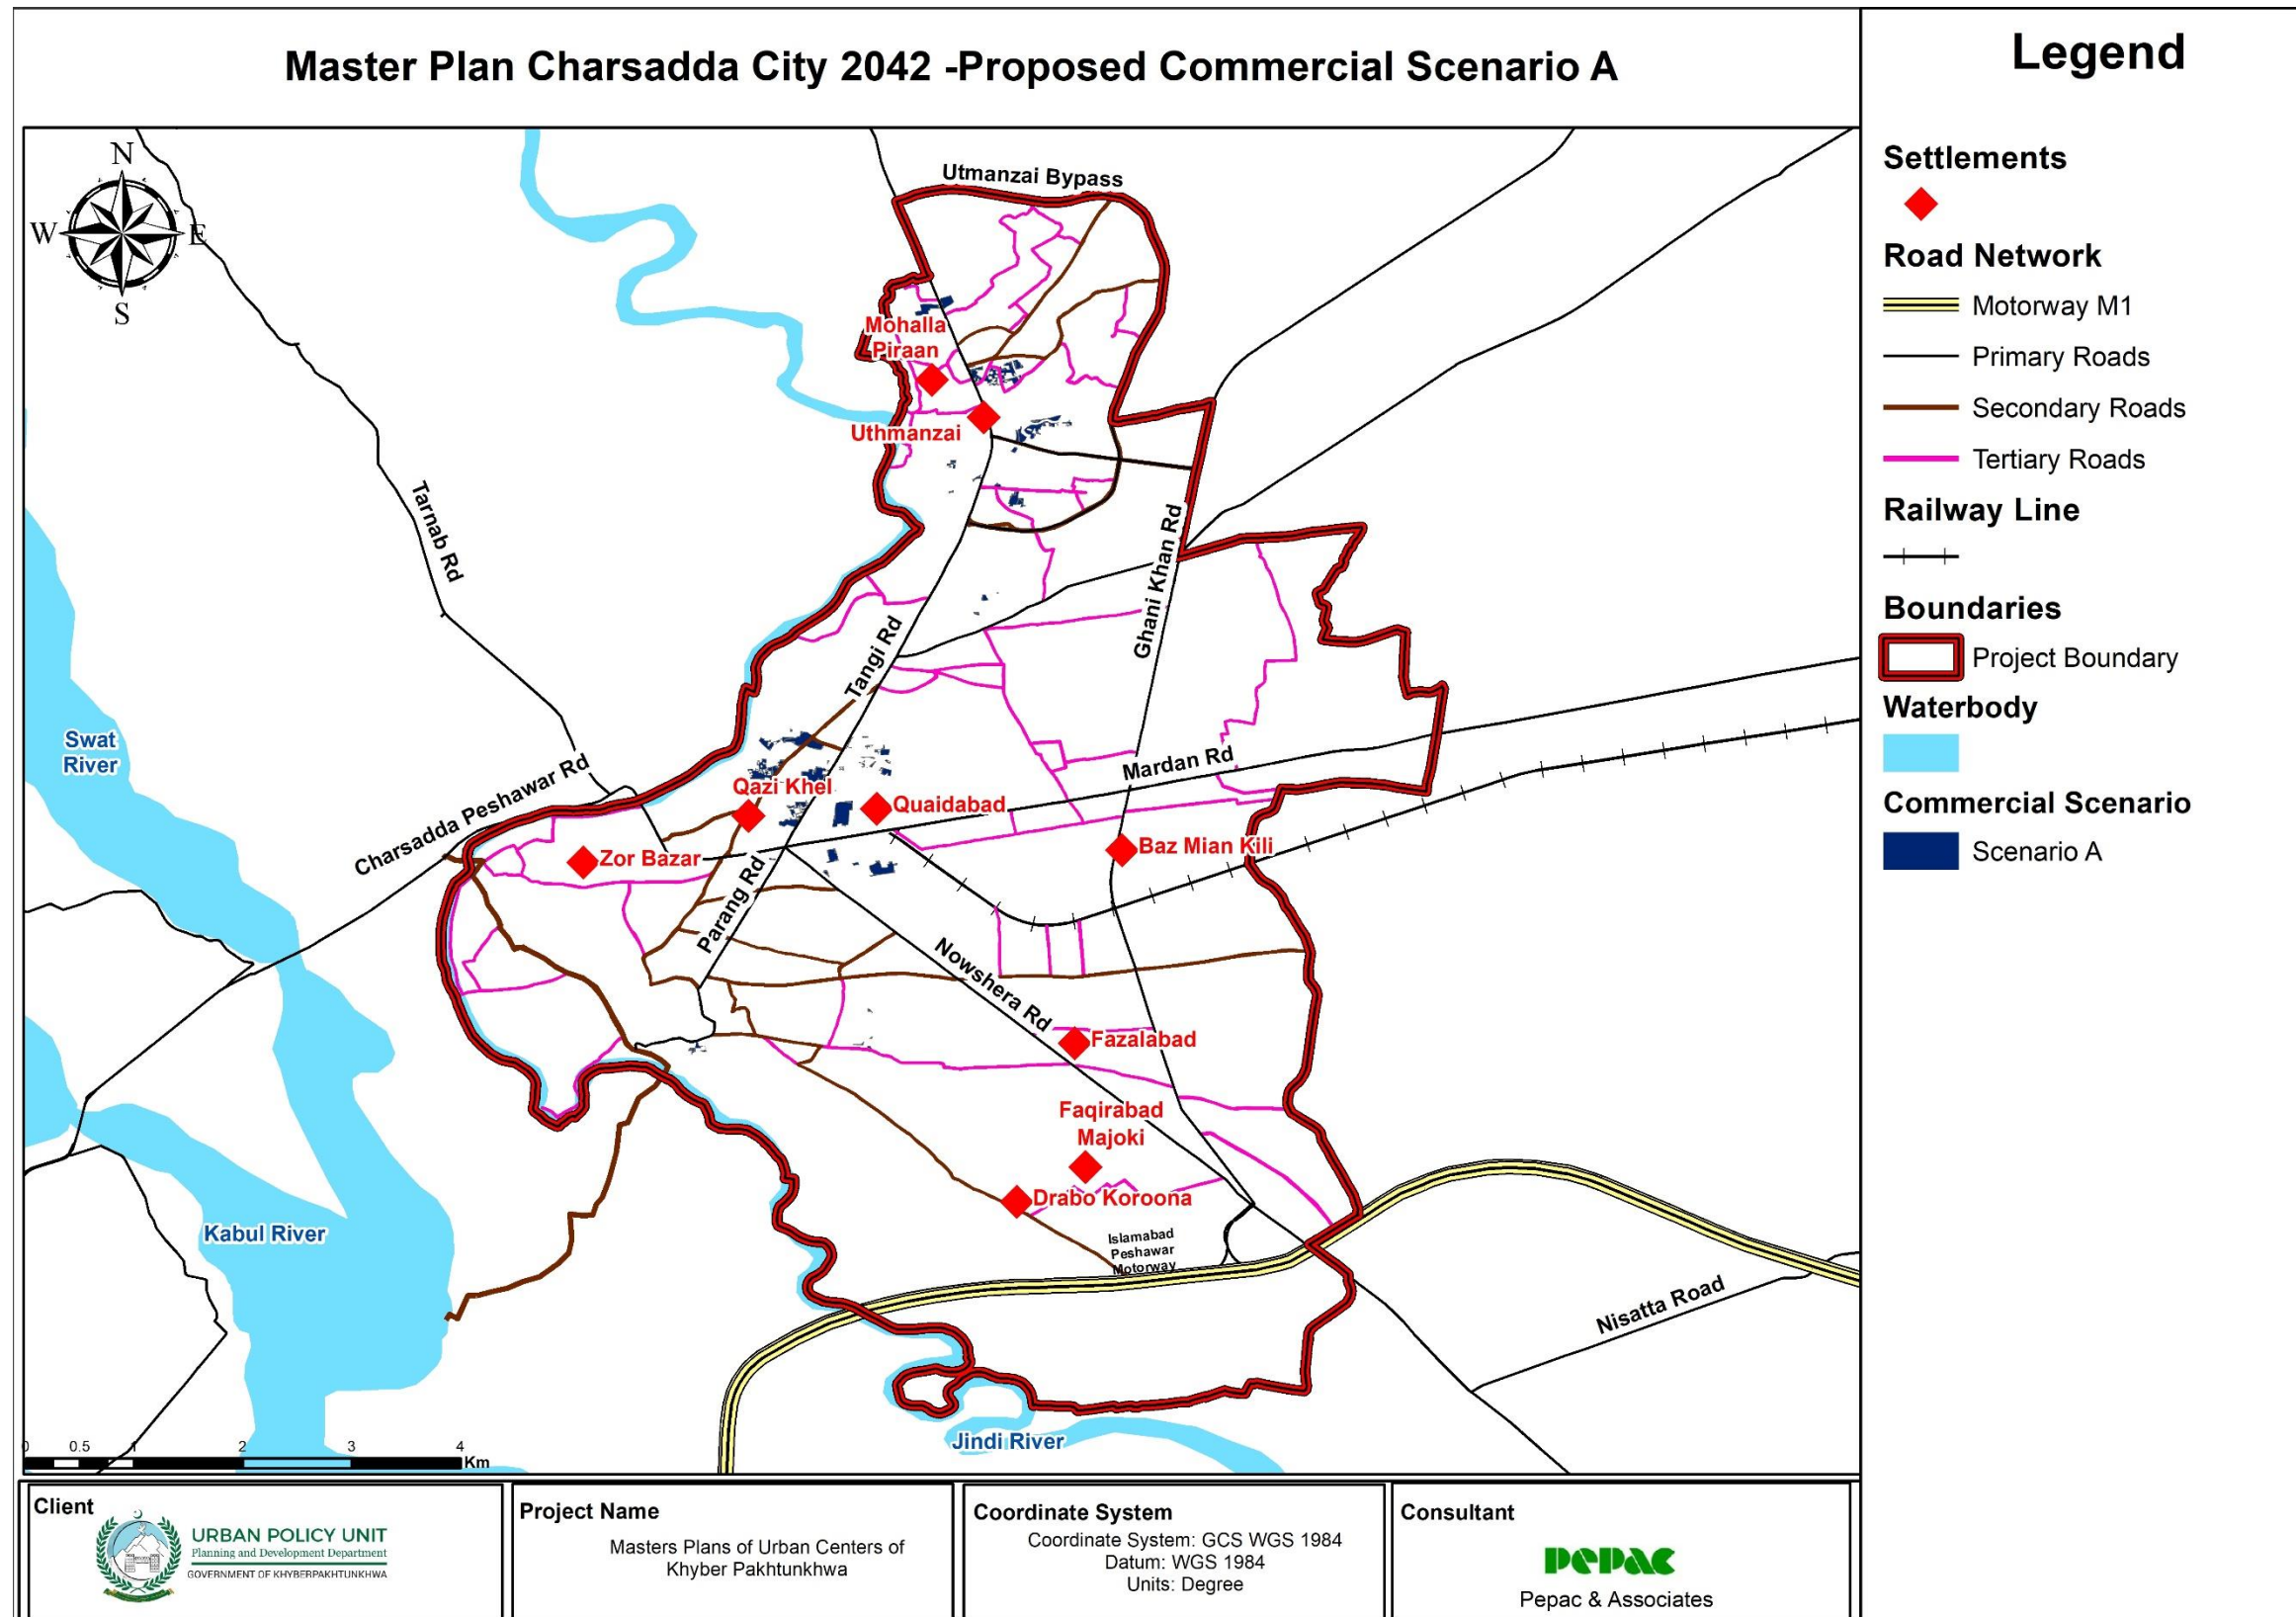 Master Plan Charsadda City 2042 -Proposed Commercial Scenario A
N
W
E
S
Utmanzai Bypass
Mohalla
Piraan
Uthmanzai
Tarnab Rd
Ghani Khan Rd
Tangi Rd
Swat
River
Charsadda Peshawar Rd
Mardan Rd
Qazi Khel
Quaidabad
Zor Bazar
Baz Mian Kili
Parang Rd
Nowshera Rd
Fazalabad
Faqirabad
Majoki
Drabo Koroona
Kabul River
Islamabad
Peshawar
Motorway
Nisatta Road
Jindi River
0 0.5 1 2 3 4
Km
Legend
Settlements
Road Network
Motorway M1
Primary Roads
Secondary Roads
Tertiary Roads
Railway Line
Boundaries
Project Boundary
Waterbody
Commercial Scenario
Scenario A
Client
URBAN POLICY UNIT
Planning and Development Department
GOVERNMENT OF KHYBERPAKHTUNKHWA
Project Name
Masters Plans of Urban Centers of
Khyber Pakhtunkhwa
Coordinate System
Coordinate System: GCS WGS 1984
Datum: WGS 1984
Units: Degree
Consultant
PEPAC
Pepac & Associates